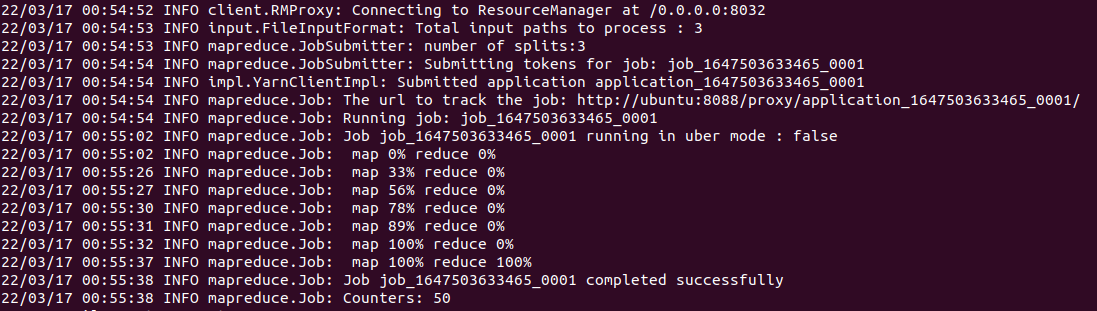 22/03/17 00:54:52 INFO client.RMProxy: Connecting to ResourceManager at /0.0.0.0:8032
22/03/17 00:54:53 INFO input.FileInputFormat: Total input paths to process : 3
22/03/17 00:54:53 INFO mapreduce.JobSubmitter: number of splits:3
22/03/17 00:54:54 INFO mapreduce.JobSubmitter: Submitting tokens for job: job_1647503633465_0001
22/03/17 00:54:54 INFO impl.YarnClientImpl: Submitted application application_1647503633465_0001
22/03/17 00:54:54 INFO mapreduce.Job: The url to track the job: http://ubuntu:8088/proxy/application_1647503633465_0001/
22/03/17 00:54:54 INFO mapreduce.Job: Running job: job_1647503633465_0001
22/03/17 00:55:02 INFO mapreduce.Job: Job job_1647503633465_0001 running in uber mode : false
22/03/17 00:55:02 INFO mapreduce.Job:  map 0% reduce 0%
22/03/17 00:55:26 INFO mapreduce.Job:  map 33% reduce 0%
22/03/17 00:55:27 INFO mapreduce.Job:  map 56% reduce 0%
22/03/17 00:55:30 INFO mapreduce.Job:  map 78% reduce 0%
22/03/17 00:55:31 INFO mapreduce.Job:  map 89% reduce 0%
22/03/17 00:55:32 INFO mapreduce.Job:  map 100% reduce 0%
22/03/17 00:55:37 INFO mapreduce.Job:  map 100% reduce 100%
22/03/17 00:55:38 INFO mapreduce.Job: Job job_1647503633465_0001 completed successfully
22/03/17 00:55:38 INFO mapreduce.Job: Counters: 50